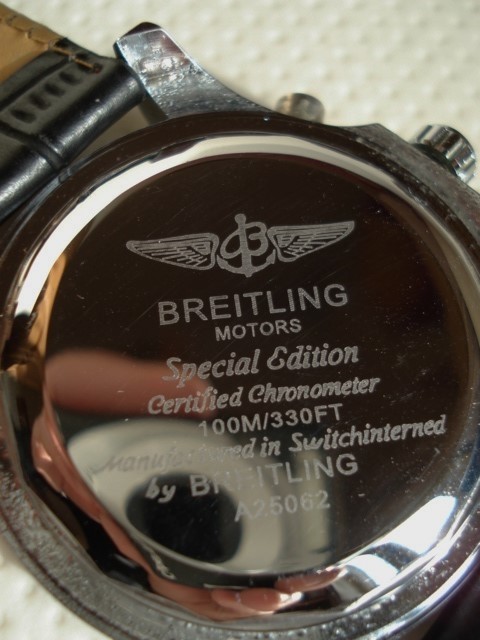 B
BREITLING
MOTORS
Special Edition
Certified Chronometer
100M/330FT
Manufactured in Switchinterned
by BREITLING
A25062